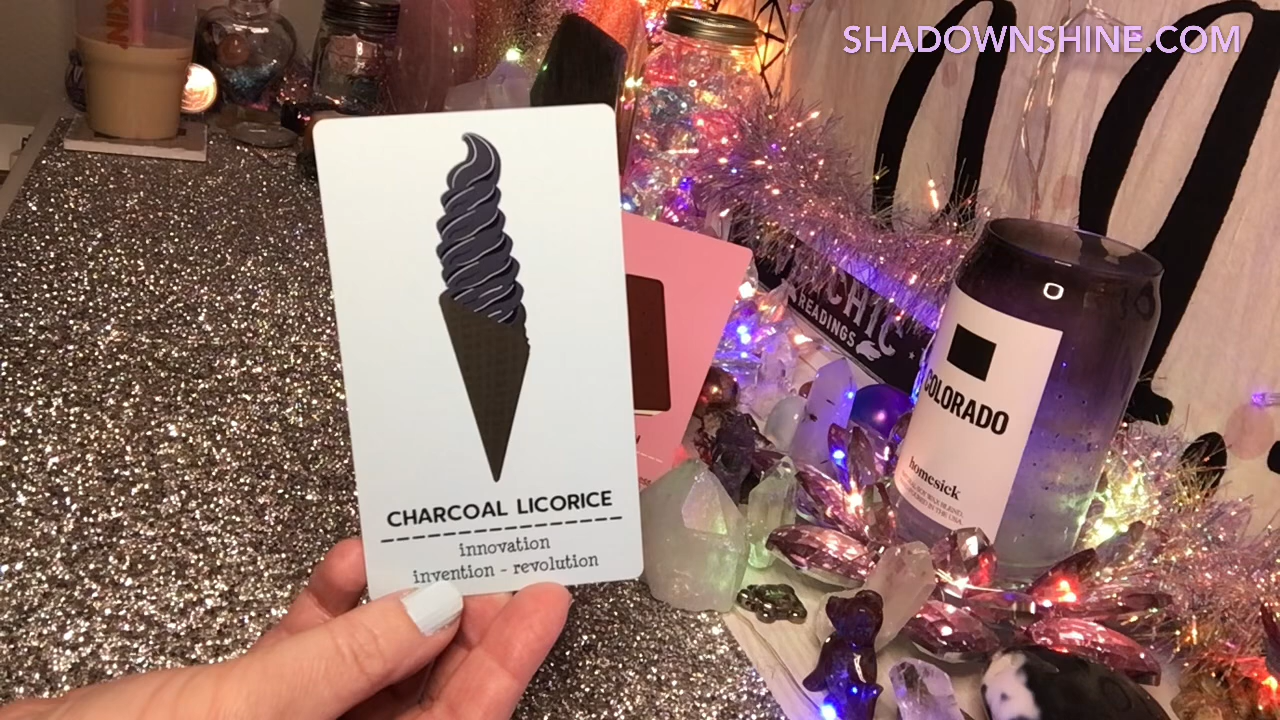 SHADOWNSHINE.COM
CHARCOAL LICORICE
innovation
invention - revolution
READINGS
COLORADO
homesick